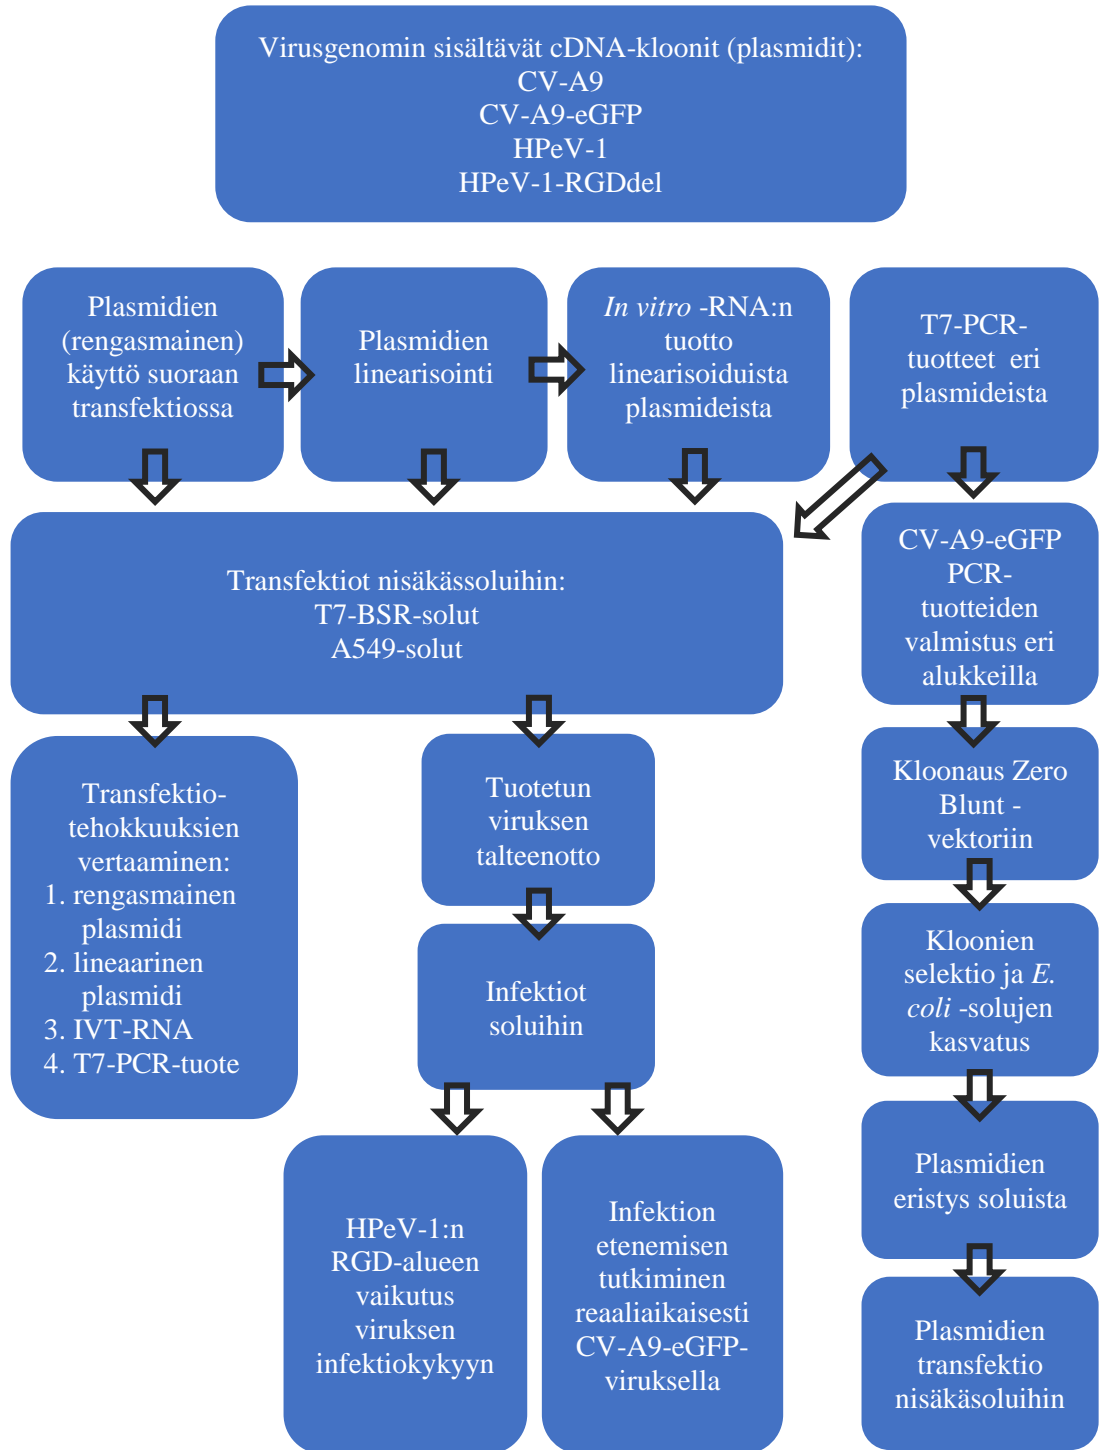 Virusgenomin sisältävät cDNA-kloonit (plasmidit):
CV-A9
CV-A9-eGFP
HPeV-1
HPeV-1-RGDdel
Plasmidien
(rengasmainen)
käyttö suoraan
transfektiossa
Plasmidien
linearisointi
In vitro -RNA:n
tuotto
linearisoiduista
plasmideista
T7-PCR-
tuotteet eri
plasmideista
Transfektiot nisäkässoluihin:
T7-BSR-solut
A549-solut
CV-A9-eGFP
PCR-
tuotteiden
valmistus eri
alukkeilla
Transfektio-
tehokkuuksien
vertaaminen:
1. rengasmainen
plasmidi
2. lineaarinen
plasmidi
3. IVT-RNA
4. T7-PCR-tuote
Tuotetun
viruksen
talteenotto
Kloonaus Zero
Blunt -
vektoriin
Infektiot
soluihin
Kloonien
selektio ja E.
coli -solujen
kasvatus
HPeV-1:n
RGD-alueen
vaikutus
viruksen
infektiokykyyn
Infektion
etenemisen
tutkiminen
reaaliaikaisesti
CV-A9-eGFP-
viruksella
Plasmidien
eristys soluista
Plasmidien
transfektio
nisäkäsoluihin